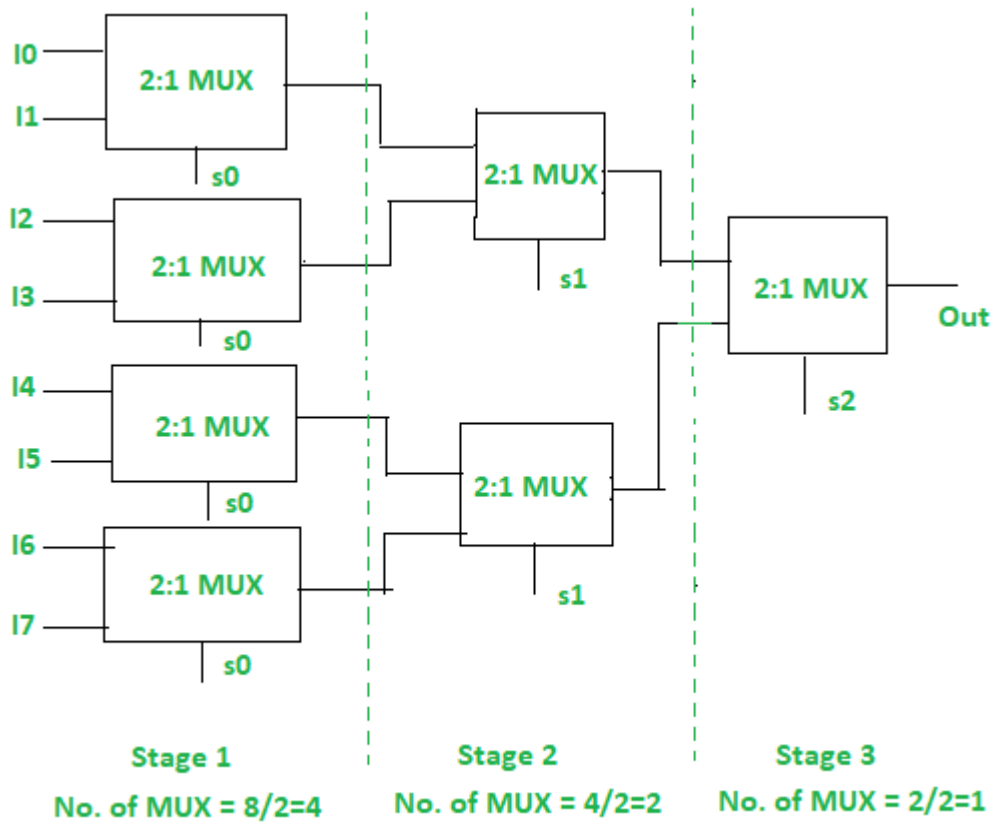 I0
2:1 MUX
I1
s0
2:1 MUX
s1
I2
2:1 MUX
I3
s0
2:1 MUX
Out
s2
I4
2:1 MUX
I5
s0
2:1 MUX
s1
I6
2:1 MUX
I7
s0
Stage 1
No. of MUX = 8/2=4
Stage 2
No. of MUX = 4/2=2
Stage 3
No. of MUX = 2/2=1